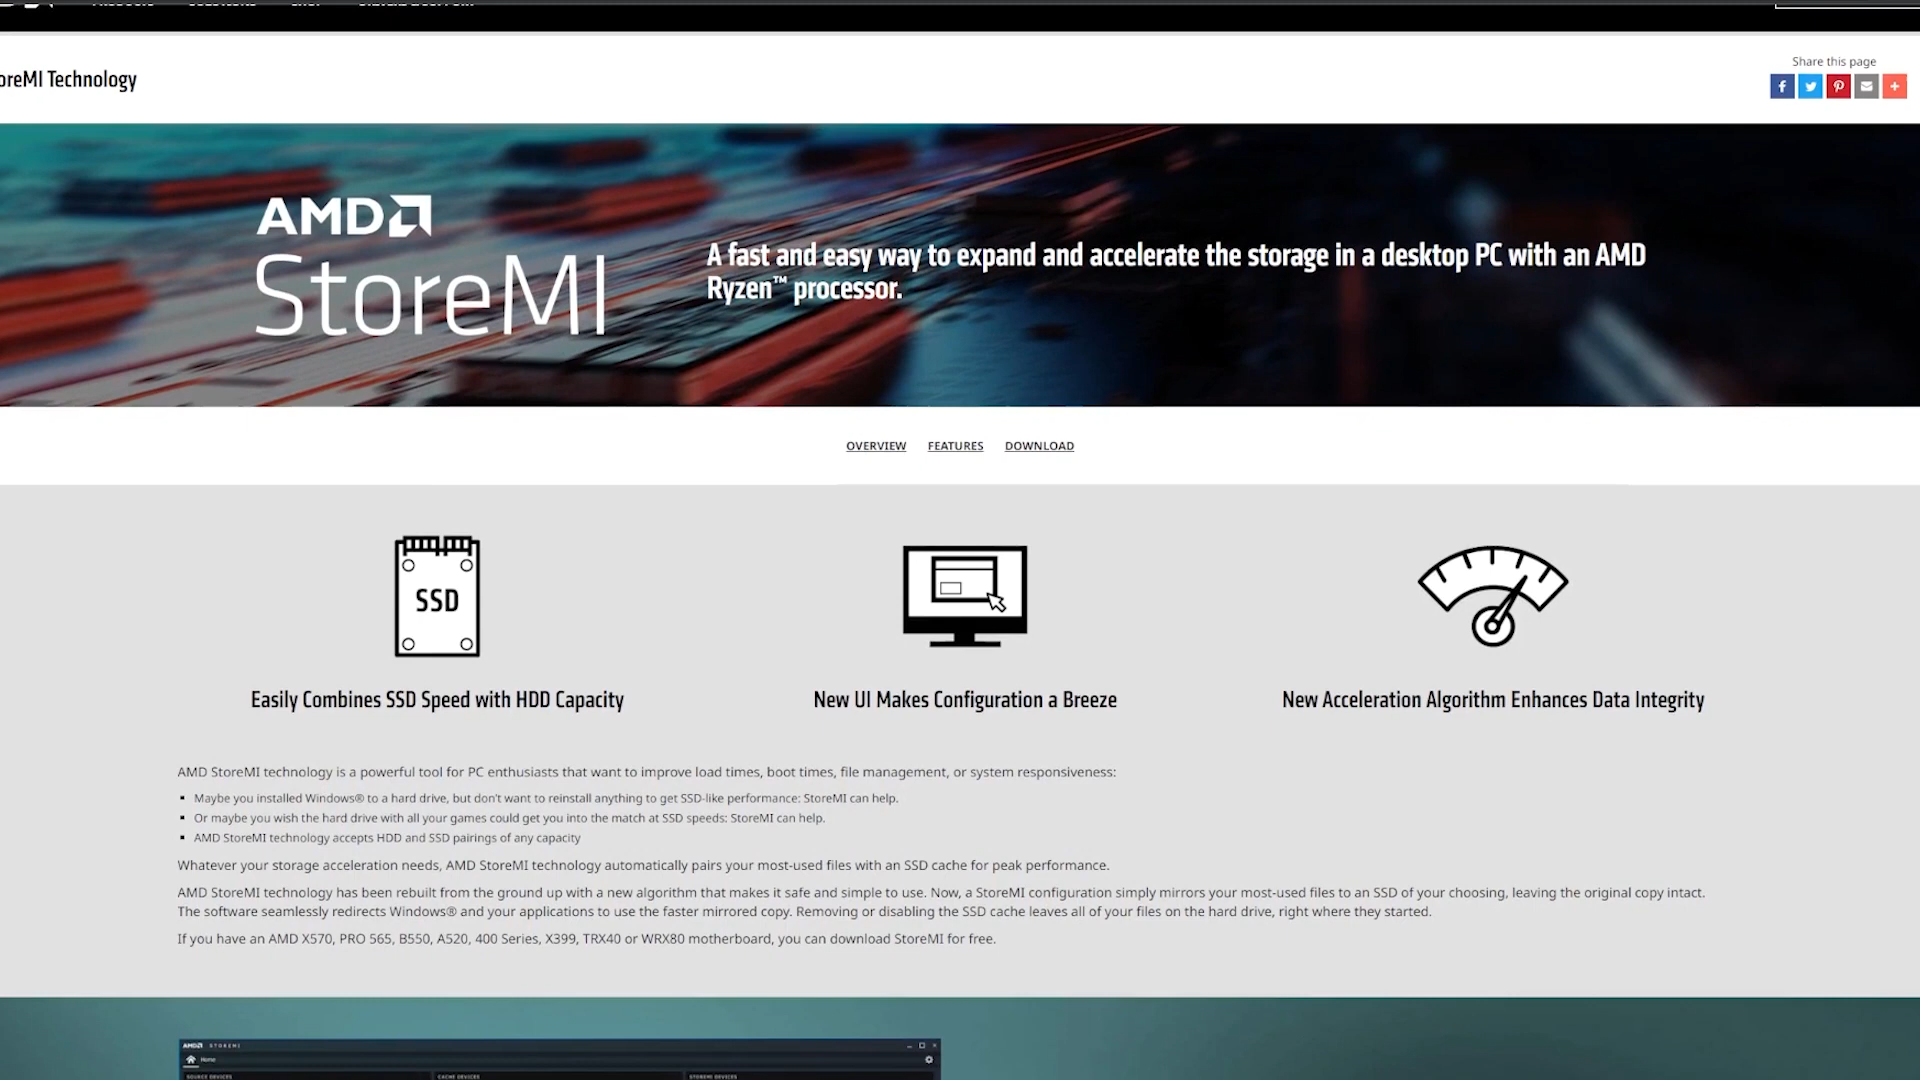 oreMI Technology
Share this page
AMD
StoreMI
A fast and easy way to expand and accelerate the storage in a desktop PC with an AMD
Ryzen™ processor.
OVERVIEW FEATURES DOWNLOAD
SSD
Easily Combines SSD Speed with HDD Capacity
New UI Makes Configuration a Breeze
New Acceleration Algorithm Enhances Data Integrity
AMD StoreMI technology is a powerful tool for PC enthusiasts that want to improve load times, boot times, file management, or system responsiveness:
▪ Maybe you installed Windows® to a hard drive, but don't want to reinstall anything to get SSD-like performance: StoreMI can help.
▪ Or maybe you wish the hard drive with all your games could get you into the match at SSD speeds: StoreMI can help.
▪ AMD StoreMI technology accepts HDD and SSD pairings of any capacity
Whatever your storage acceleration needs, AMD StoreMI technology automatically pairs your most-used files with an SSD cache for peak performance.
AMD StoreMI technology has been rebuilt from the ground up with a new algorithm that makes it safe and simple to use. Now, a StoreMI configuration simply mirrors your most-used files to an SSD of your choosing, leaving the original copy intact.
The software seamlessly redirects Windows® and your applications to use the faster mirrored copy. Removing or disabling the SSD cache leaves all of your files on the hard drive, right where they started.
If you have an AMD X570, PRO 565, B550, A520, 400 Series, X399, TRX40 or WRX80 motherboard, you can download StoreMI for free.
AMD STOREMI
Home
SOURCE DEVICES CACHE DEVICES STOREMI DEVICES